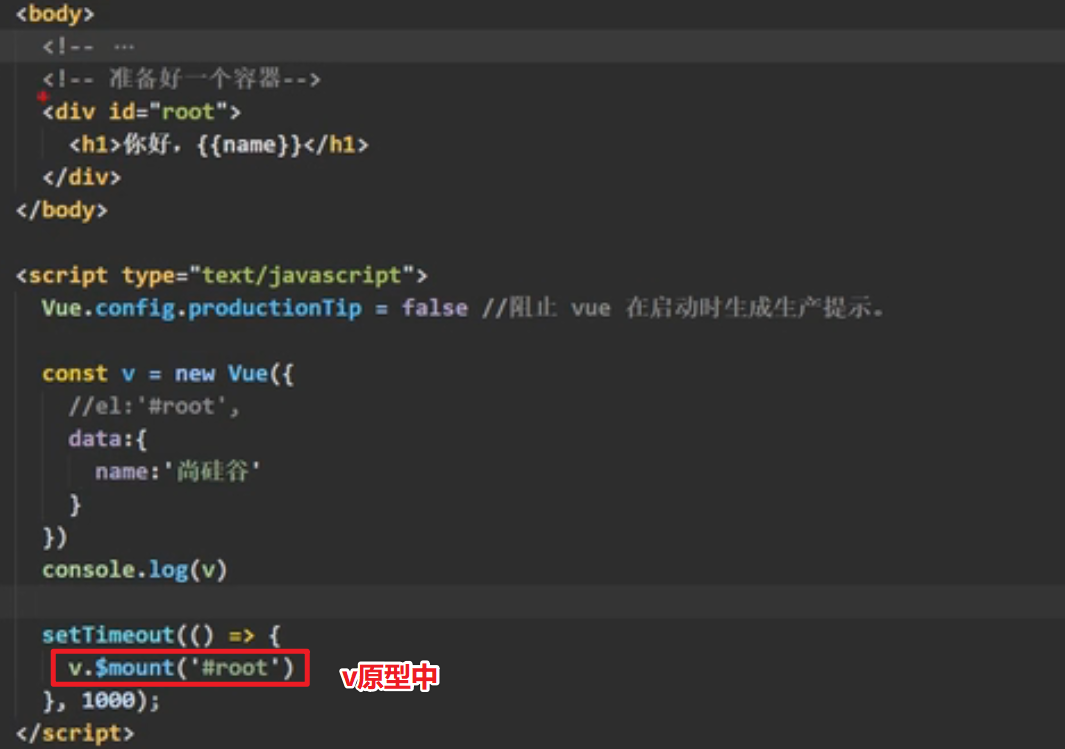 <body>
<!-- ...
<!-- 准备好一个容器-->
<div id="root">
<h1>你好，{{name}}</h1>
</div>
</body>
<script type="text/javascript">
Vue.config.productionTip = false //阻止 vue 在启动时生成生产提示。
const v = new Vue({
//el:'#root',
data:{
name:'尚硅谷'
}
})
console.log(v)
setTimeout(() => {
v.$mount('#root')
v原型中
}, 1000);
</script>